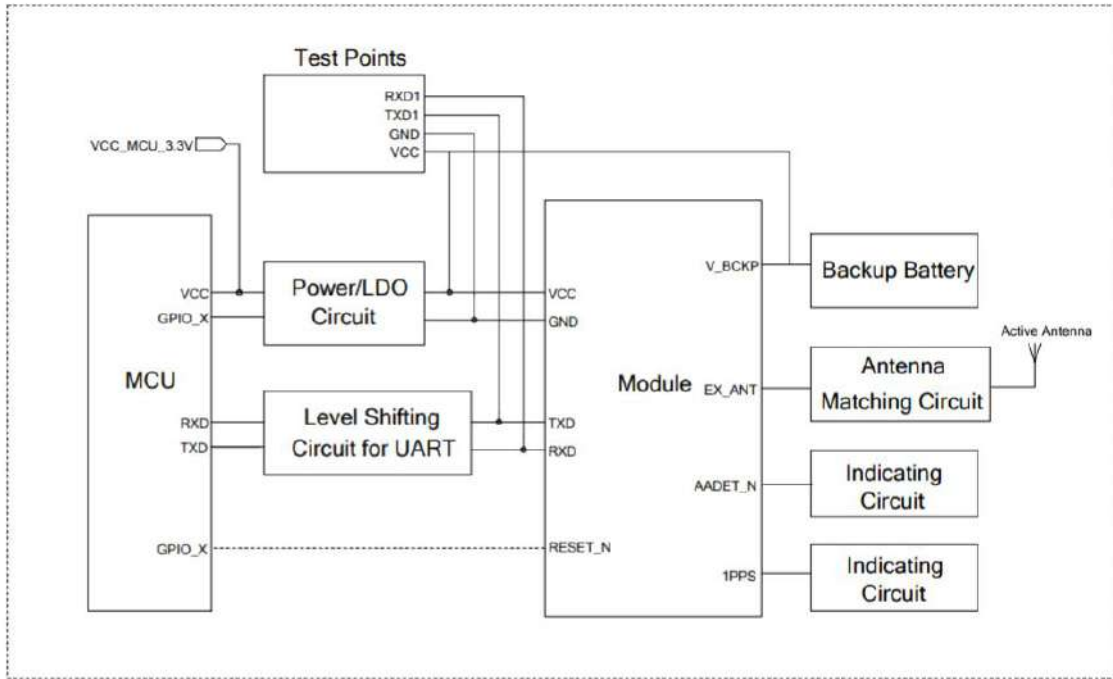 Test Points
RXD1
TXD1
GND
VCC
VCC_MCU_3.3V
MCU
VCC
GPIO_X
RXD
TXD
GPIO_X
Power/LDO
Circuit
Level Shifting
Circuit for UART
Module
VCC
GND
TXD
RXD
RESET_N
V_BCKP
EX_ANT
AADET_N
1PPS
Backup Battery
Active Antenna
Antenna
Matching Circuit
Indicating
Circuit
Indicating
Circuit